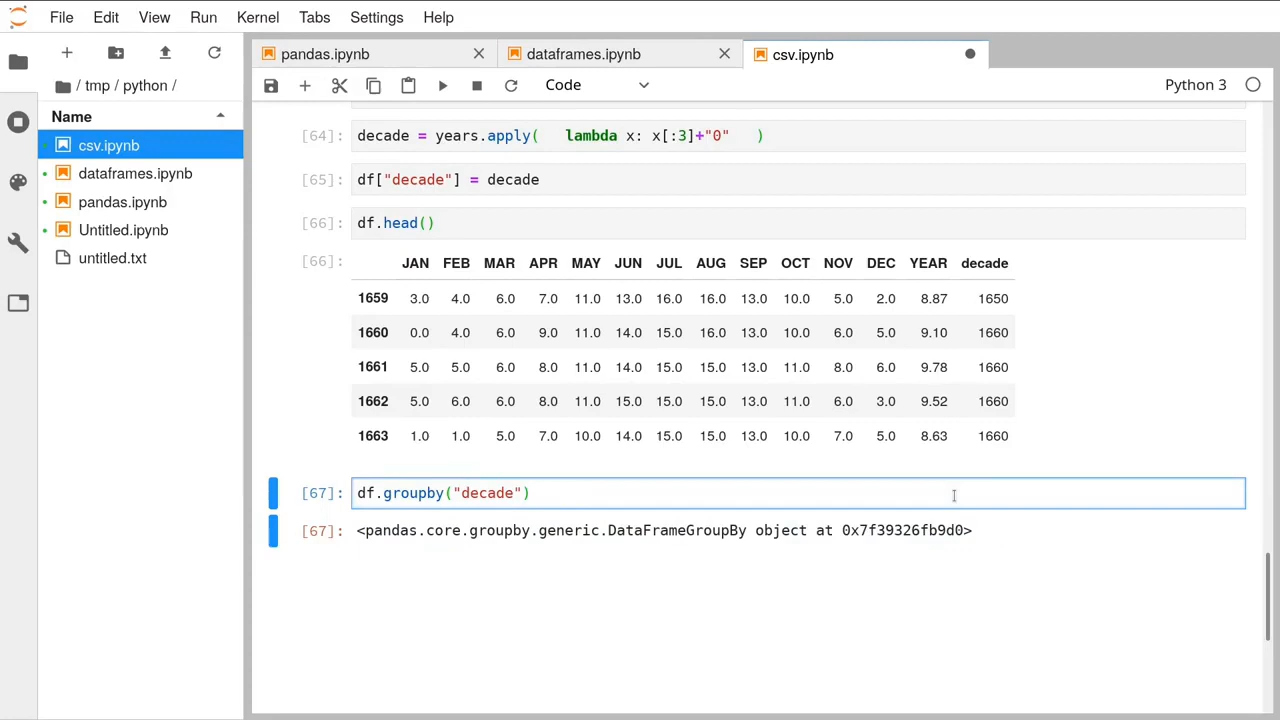 File Edit View Run Kernel Tabs Settings Help
pandas.ipynb dataframes.ipynb csv.ipynb
/ tmp / python /
Code Python 3
Name
csv.ipynb
dataframes.ipynb
pandas.ipynb
Untitled.ipynb
untitled.txt
[64]: decade = years.apply( lambda x: x[:3]+"0" )
[65]: df["decade"] = decade
[66]: df.head()
[66]: JAN FEB MAR APR MAY JUN JUL AUG SEP OCT NOV DEC YEAR decade
1659 3.0 4.0 6.0 7.0 11.0 13.0 16.0 16.0 13.0 10.0 5.0 2.0 8.87 1650
1660 0.0 4.0 6.0 9.0 11.0 14.0 15.0 16.0 13.0 10.0 6.0 5.0 9.10 1660
1661 5.0 5.0 6.0 8.0 11.0 14.0 15.0 15.0 13.0 11.0 8.0 6.0 9.78 1660
1662 5.0 6.0 6.0 8.0 11.0 15.0 15.0 15.0 13.0 11.0 6.0 3.0 9.52 1660
1663 1.0 1.0 5.0 7.0 10.0 14.0 15.0 15.0 13.0 10.0 7.0 5.0 8.63 1660
[67]: df.groupby("decade")
[67]: <pandas.core.groupby.generic.DataFrameGroupBy object at 0x7f39326fb9d0>